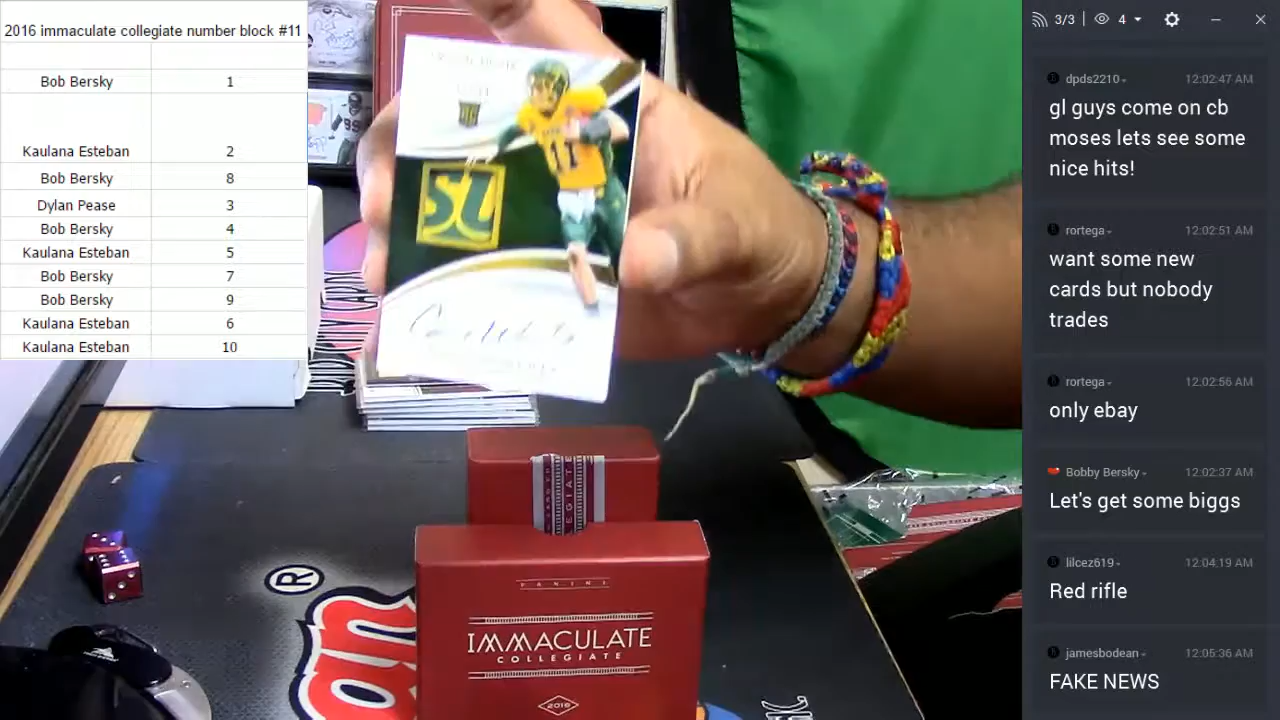 2016 immaculate collegiate number block #11
Bob Bersky 1
Kaulana Esteban 2
Bob Bersky 8
Dylan Pease 3
Bob Bersky 4
Kaulana Esteban 5
Bob Bersky 7
Bob Bersky 9
Kaulana Esteban 6
Kaulana Esteban 10
11
PANINI
IMMACULATE
COLLEGIATE
2016
®
3/3 4
dpds2210 12:02:47 AM
gl guys come on cb
moses lets see some
nice hits!
rortega 12:02:51 AM
want some new
cards but nobody
trades
rortega 12:02:56 AM
only ebay
Bobby Bersky 12:02:37 AM
Let's get some biggs
lilcez619 12:04:19 AM
Red rifle
jamesbodean 12:05:36 AM
FAKE NEWS